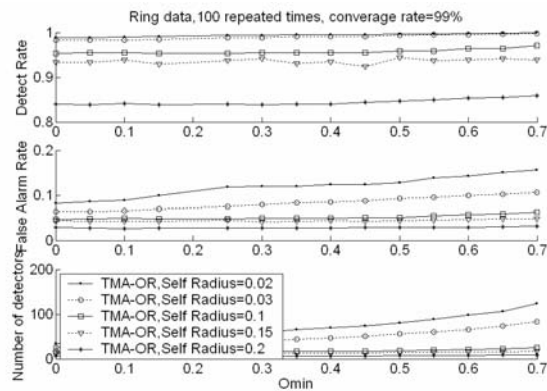 Ring data,100 repeated times, converage rate=99%
Detect Rate
1
0.9
0.8
0 0.1 0.2 0.3 0.4 0.5 0.6 0.7
False Alarm Rate
0.2
0.1
0
0 0.1 0.2 0.3 0.4 0.5 0.6 0.7
Number of detectors
200
100
0
TMA-OR,Self Radius=0.02
TMA-OR,Self Radius=0.03
TMA-OR,Self Radius=0.1
TMA-OR,Self Radius=0.15
TMA-OR,Self Radius=0.2
0 0.1 0.2 0.3 0.4 0.5 0.6 0.7
Omin